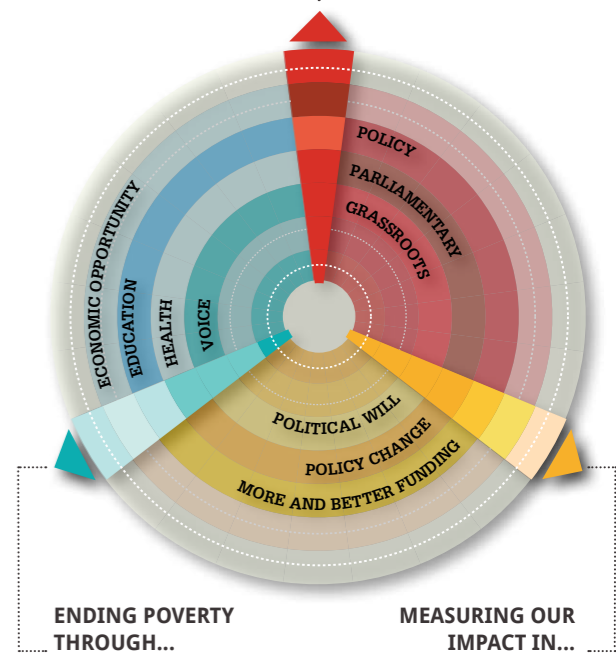 POLICY
PARLIAMENTARY
GRASSROOTS
ECONOMIC OPPORTUNITY
EDUCATION
HEALTH
VOICE
POLITICAL WILL
POLICY CHANGE
MORE AND BETTER FUNDING
ENDING POVERTY
THROUGH...
MEASURING OUR
IMPACT IN...